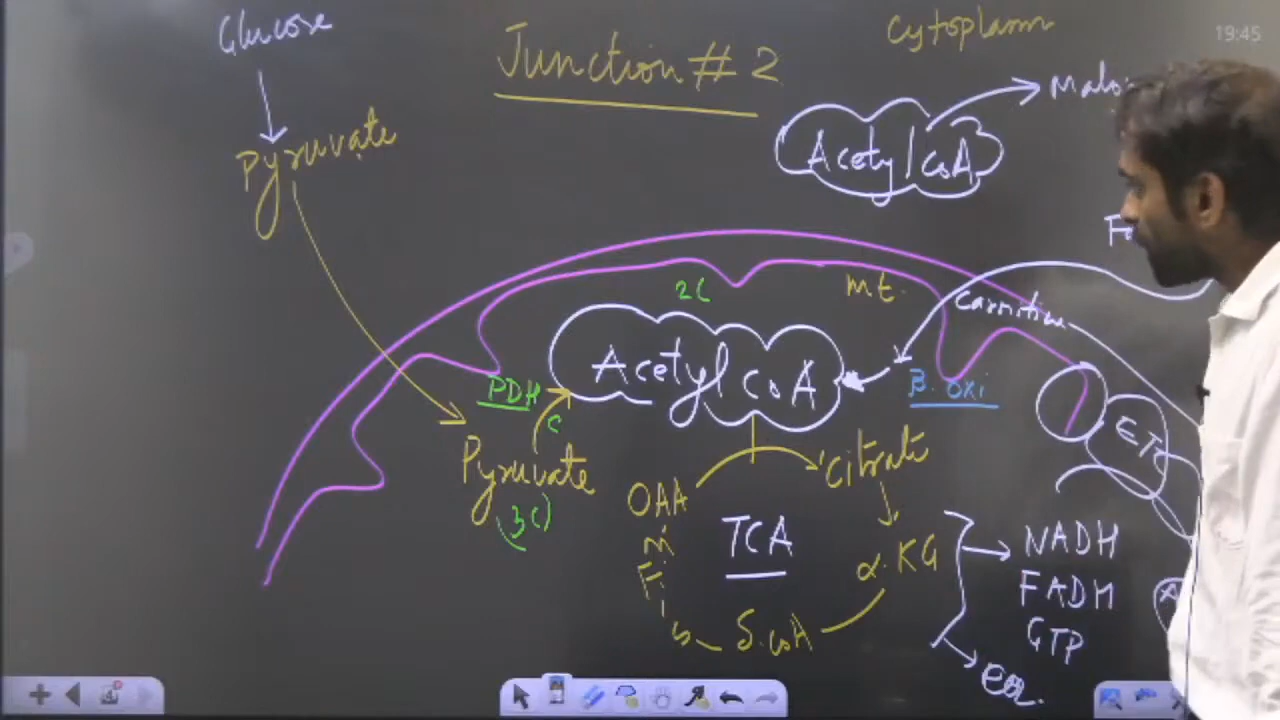 Glucose
Junction # 2
Cytoplasm
19:45
Pyruvate
Acetyl CoA
2C
mt.
Carnitine
PDH
Acetyl CoA
β.oxi
C
Pyruvate
(3C)
OAA
Citrate
ETC
TCA
M
F
α.KG
NADH
FADH
GTP
S
S.CoA